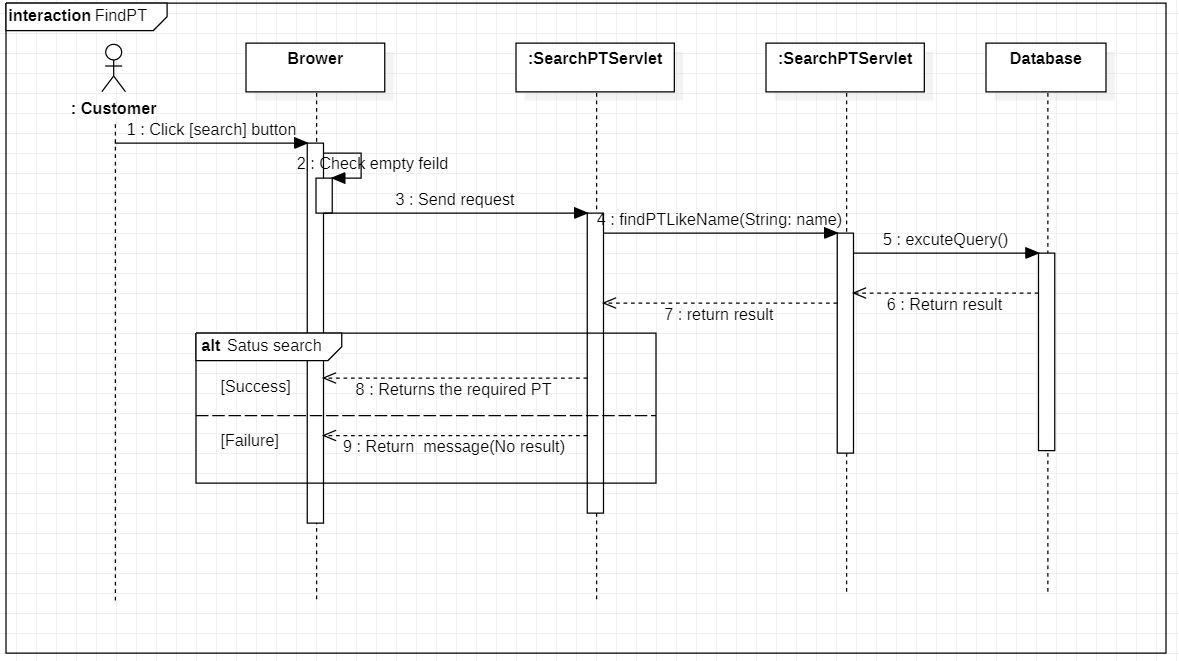 interaction FindPT
Brower
:SearchPTServlet
:SearchPTServlet
Database
: Customer
1 : Click [search] button
2 : Check empty feild
3 : Send request
4 : findPTLikeName(String: name)
5 : excuteQuery()
6 : Return result
7 : return result
alt Satus search
[Success]
8 : Returns the required PT
[Failure]
9 : Return  message(No result)